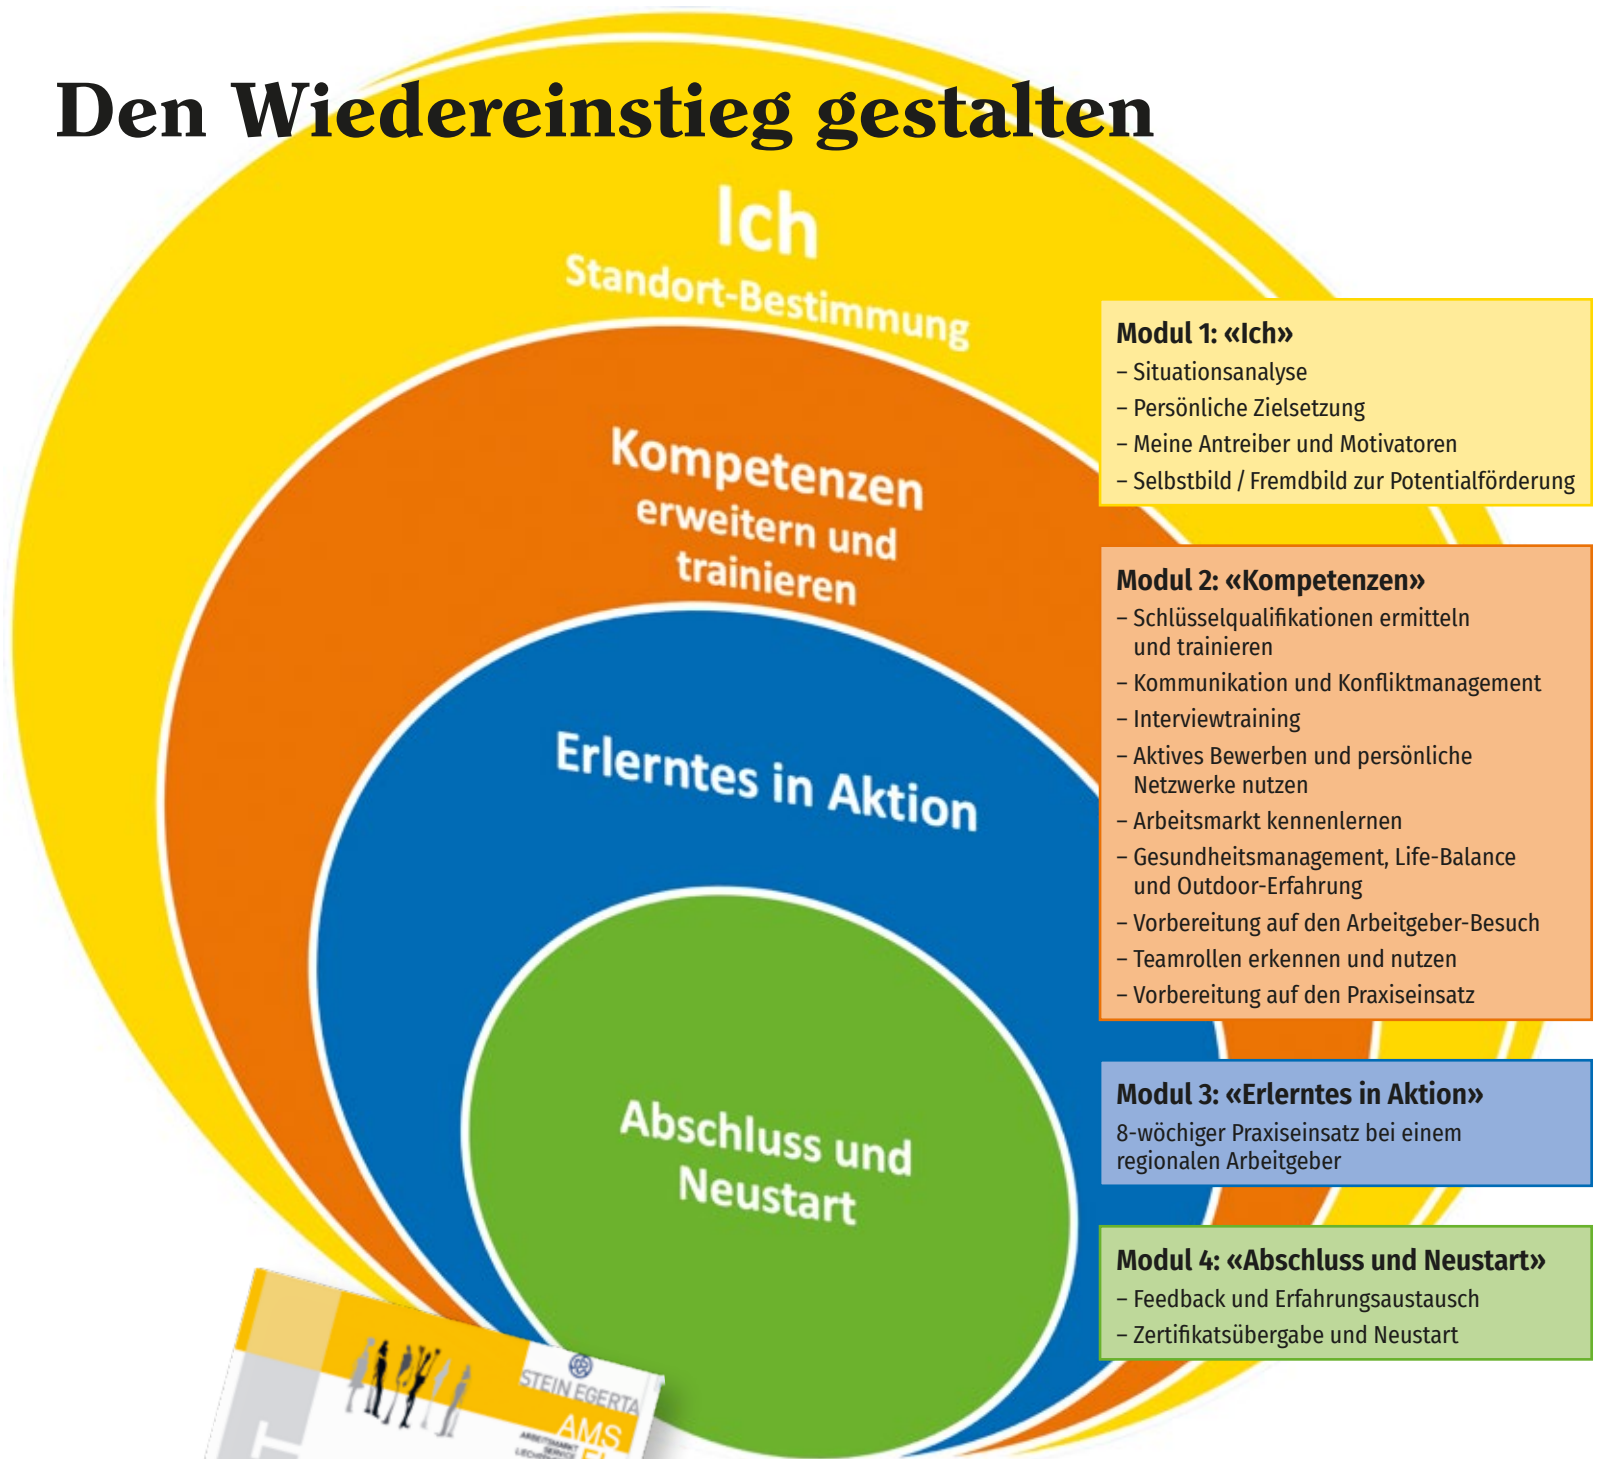 Den Wiedereinstieg gestalten
Ich
Standort-Bestimmung
Kompetenzen
erweitern und
trainieren
Erlerntes in Aktion
Abschluss und
Neustart
Modul 1: «Ich»
– Situationsanalyse
– Persönliche Zielsetzung
– Meine Antreiber und Motivatoren
– Selbstbild / Fremdbild zur Potentialförderung
Modul 2: «Kompetenzen»
– Schlüsselqualifikationen ermitteln
und trainieren
– Kommunikation und Konfliktmanagement
– Interviewtraining
– Aktives Bewerben und persönliche
Netzwerke nutzen
– Arbeitsmarkt kennenlernen
– Gesundheitsmanagement, Life-Balance
und Outdoor-Erfahrung
– Vorbereitung auf den Arbeitgeber-Besuch
– Teamrollen erkennen und nutzen
– Vorbereitung auf den Praxiseinsatz
Modul 3: «Erlerntes in Aktion»
8-wöchiger Praxiseinsatz bei einem
regionalen Arbeitgeber
Modul 4: «Abschluss und Neustart»
– Feedback und Erfahrungsaustausch
– Zertifikatsübergabe und Neustart
STEIN EGERTA
AMS
ARBEITSMARKT
SERVICE